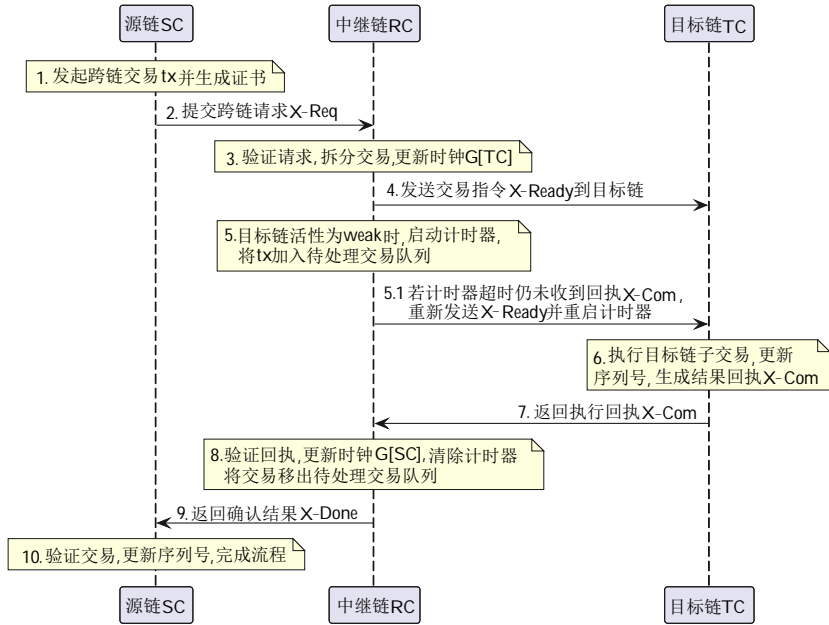 源链SC
中继链RC
目标链TC
1. 发起跨链交易tx并生成证书
2. 提交跨链请求X-Req
3. 验证请求,拆分交易,更新时钟G[TC]
4.发送交易指令X-Ready到目标链
5.目标链活性为weak时,启动计时器,
将tx加入待处理交易队列
5.1 若计时器超时仍未收到回执X-Com,
重新发送X-Ready并重启计时器
6.执行目标链子交易,更新
序列号,生成结果回执X-Com
7. 返回执行回执X-Com
8.验证回执,更新时钟G[SC],清除计时器
将交易移出待处理交易队列
9.返回确认结果X-Done
10.验证交易,更新序列号,完成流程
源链SC
中继链RC
目标链TC